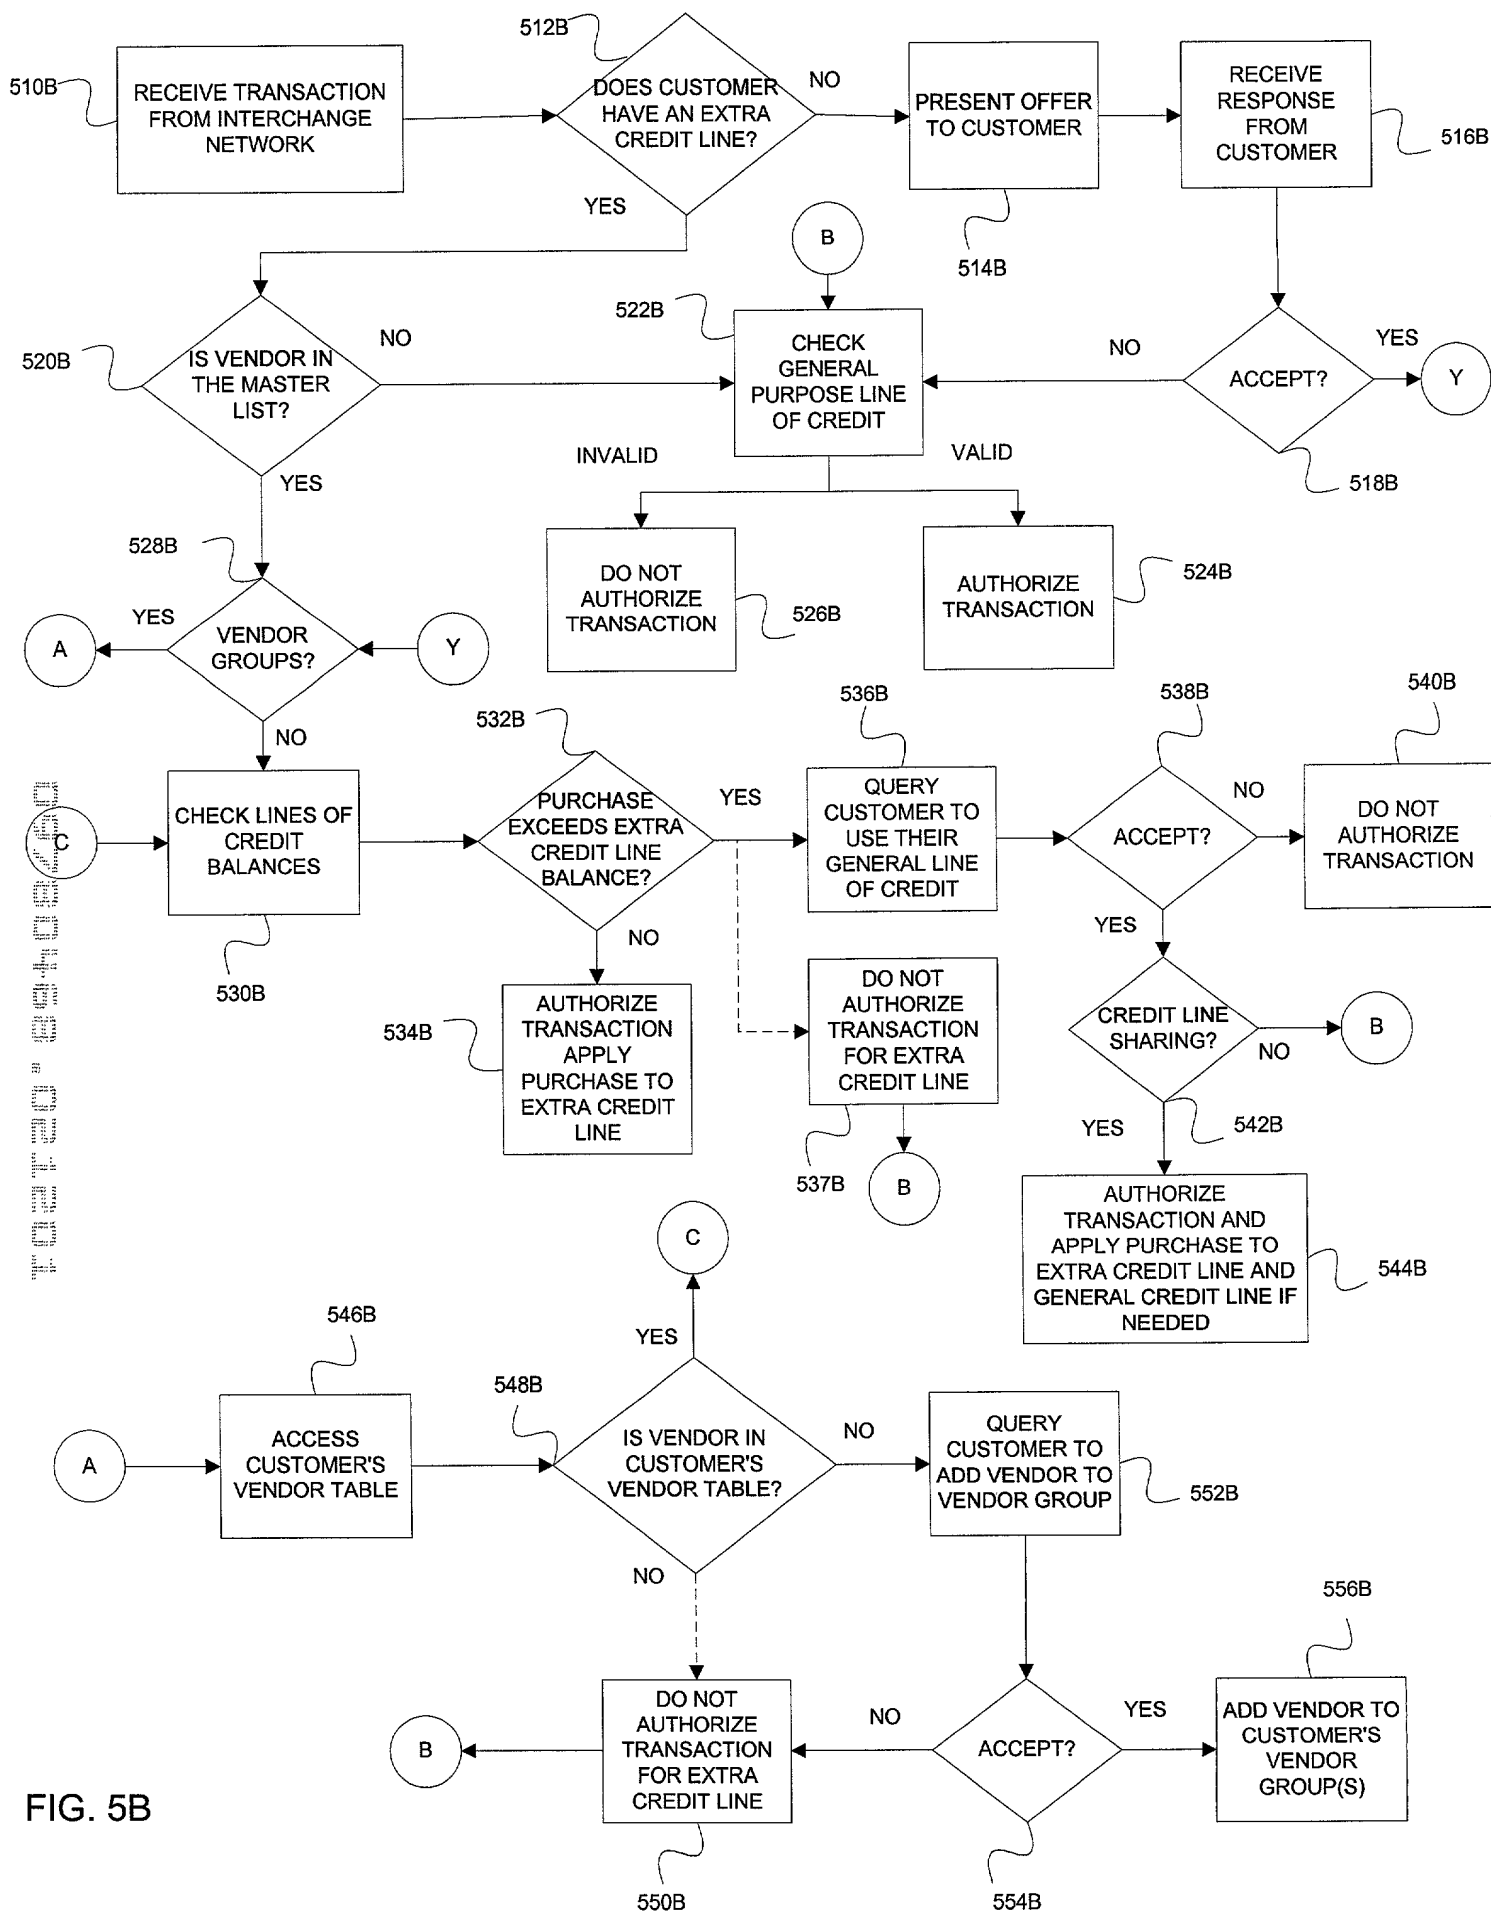 512B
510B
RECEIVE TRANSACTION
FROM INTERCHANGE
NETWORK
DOES CUSTOMER
HAVE AN EXTRA
CREDIT LINE?
NO
YES
PRESENT OFFER
TO CUSTOMER
514B
RECEIVE
RESPONSE
FROM
CUSTOMER
516B
B
522B
CHECK
GENERAL
PURPOSE LINE
OF CREDIT
520B
IS VENDOR IN
THE MASTER
LIST?
NO
YES
NO
ACCEPT?
YES
Y
518B
INVALID
VALID
DO NOT
AUTHORIZE
TRANSACTION
526B
AUTHORIZE
TRANSACTION
524B
528B
A
YES
VENDOR
GROUPS?
Y
NO
C
CHECK LINES OF
CREDIT
BALANCES
530B
532B
PURCHASE
EXCEEDS EXTRA
CREDIT LINE
BALANCE?
YES
NO
534B
AUTHORIZE
TRANSACTION
APPLY
PURCHASE TO
EXTRA CREDIT
LINE
536B
QUERY
CUSTOMER TO
USE THEIR
GENERAL LINE
OF CREDIT
DO NOT
AUTHORIZE
TRANSACTION
FOR EXTRA
CREDIT LINE
537B
B
538B
ACCEPT?
NO
540B
DO NOT
AUTHORIZE
TRANSACTION
YES
CREDIT LINE
SHARING?
NO
B
542B
YES
AUTHORIZE
TRANSACTION AND
APPLY PURCHASE TO
EXTRA CREDIT LINE AND
GENERAL CREDIT LINE IF
NEEDED
544B
C
YES
546B
A
ACCESS
CUSTOMER'S
VENDOR TABLE
548B
IS VENDOR IN
CUSTOMER'S
VENDOR TABLE?
NO
NO
QUERY
CUSTOMER TO
ADD VENDOR TO
VENDOR GROUP
552B
B
DO NOT
AUTHORIZE
TRANSACTION
FOR EXTRA
CREDIT LINE
550B
NO
ACCEPT?
YES
554B
556B
ADD VENDOR TO
CUSTOMER'S
VENDOR
GROUP(S)
FIG. 5B